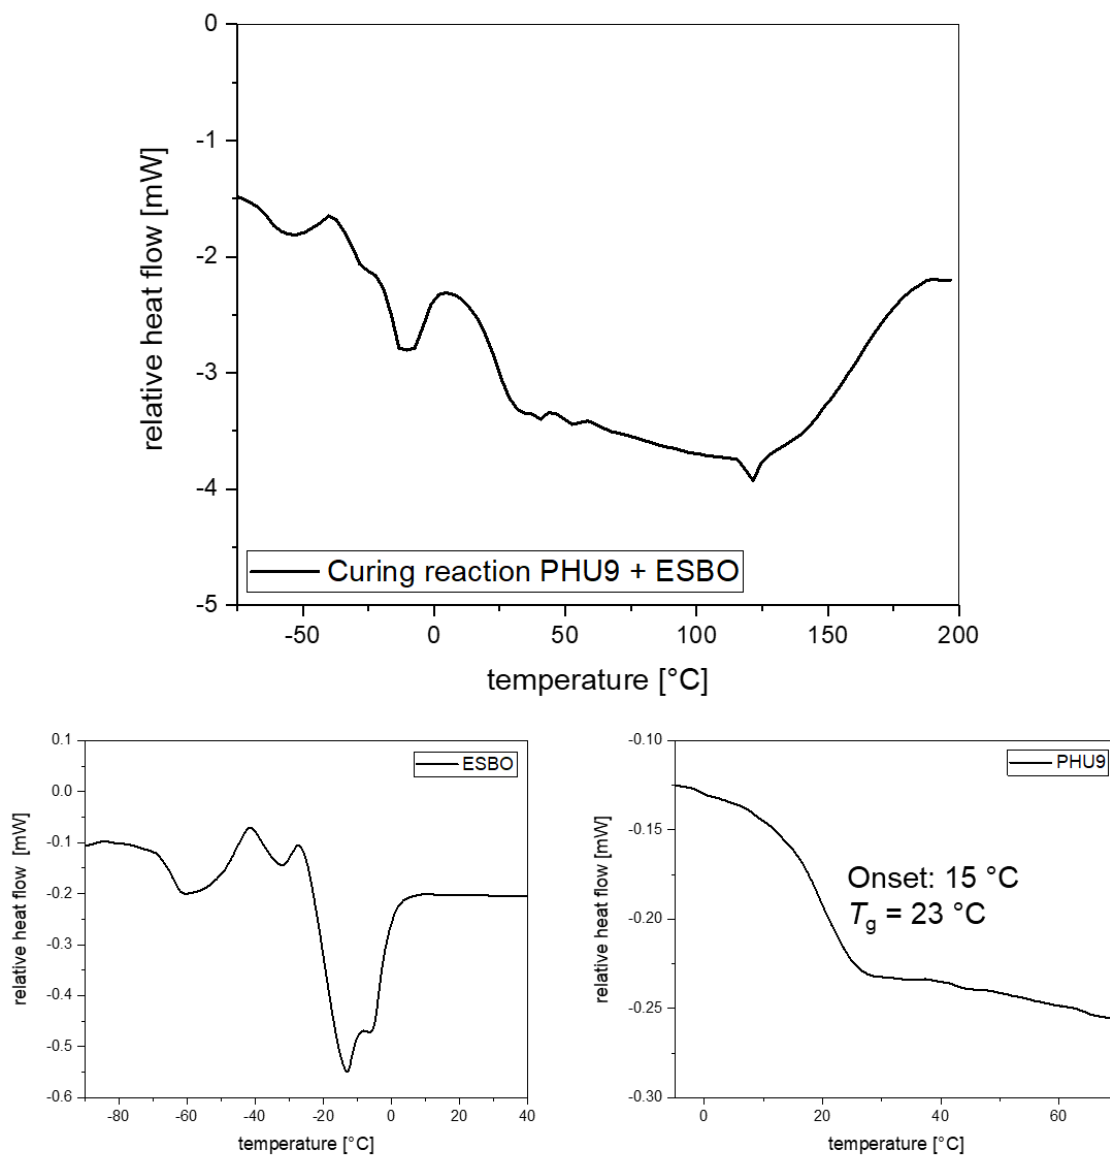 0
-1
-2
-3
-4
-5
relative heat flow [mW]
Curing reaction PHU9 + ESBO
-50 0 50 100 150 200
temperature [°C]
0.1
0.0
-0.1
-0.2
-0.3
-0.4
-0.5
-0.6
relative heat flow [mW]
ESBO
-80 -60 -40 -20 0 20 40
temperature [°C]
-0.10
-0.15
-0.20
-0.25
-0.30
relative heat flow [mW]
PHU9
Onset: 15 °C
Tg = 23 °C
0 20 40 60
temperature [°C]